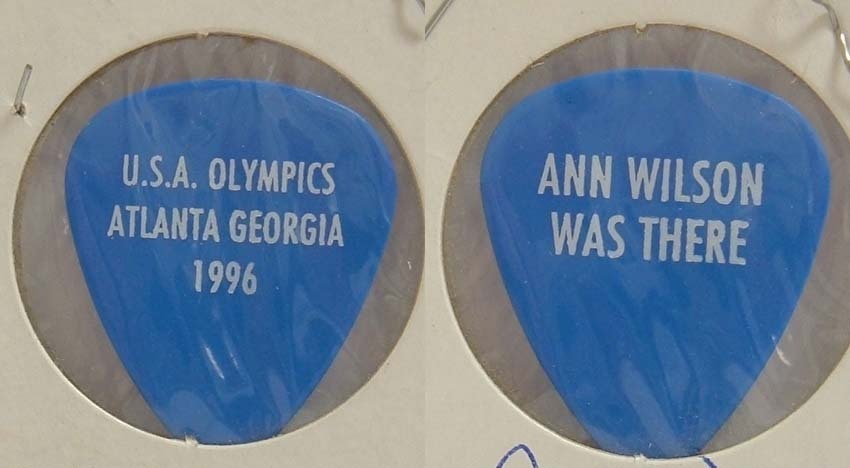 U.S.A. OLYMPICS
ATLANTA GEORGIA
1996
ANN WILSON
WAS THERE